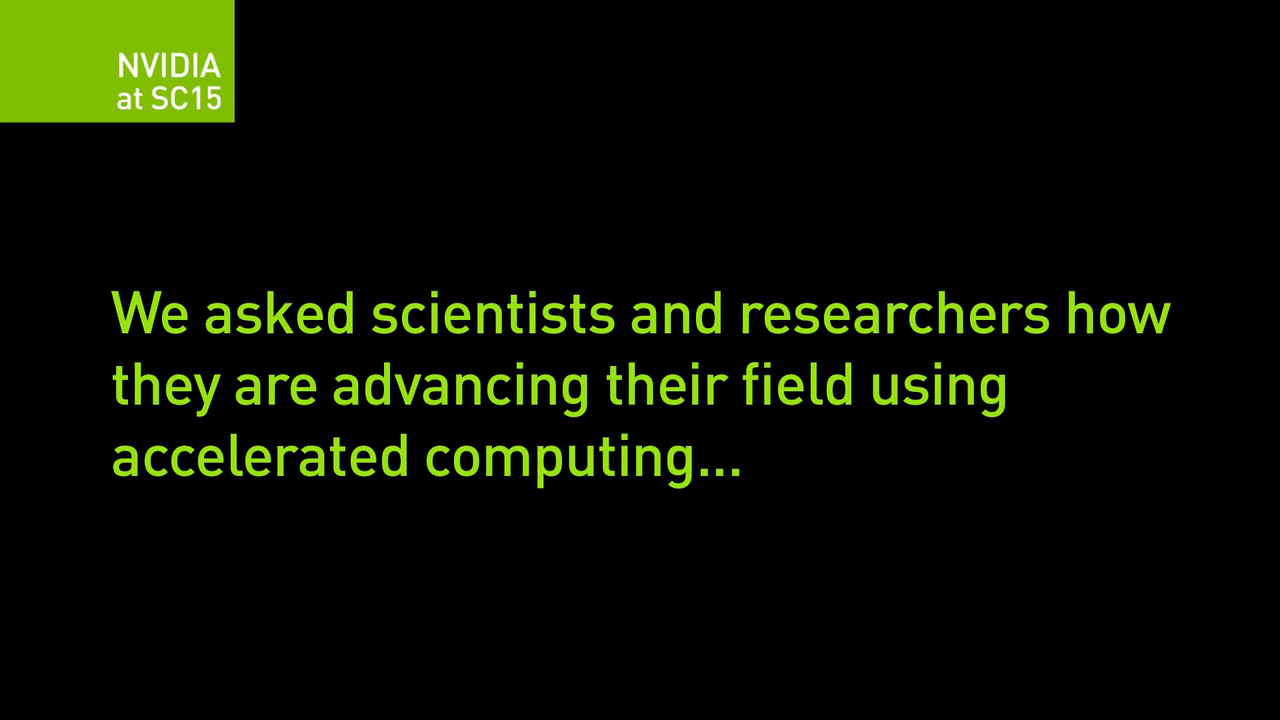 NVIDIA
at SC15
We asked scientists and researchers how
they are advancing their field using
accelerated computing...